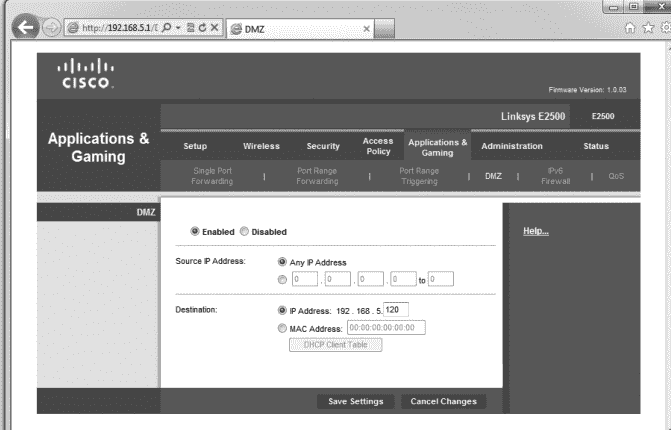 http://192.168.5.1/
DMZ
CISCO.
Firmware Version: 1.0.03
Linksys E2500
E2500
Applications & Gaming
Setup
Wireless
Security
Access Policy
Applications & Gaming
Administration
Status
Single Port Forwarding
|
Port Range Forwarding
|
Port Range Triggering
|
DMZ
|
IPv6 Firewall
|
QoS
DMZ
Enabled Disabled
Help...
Source IP Address: Any IP Address
0 . 0 . 0 . 0 to 0
Destination: IP Address: 192 . 168 . 5. 120
MAC Address: 00:00:00:00:00:00
DHCP Client Table
Save Settings Cancel Changes